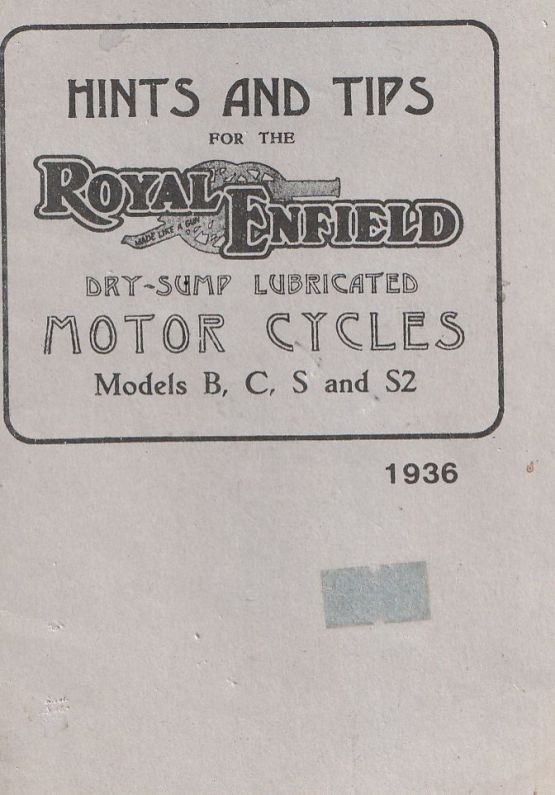 HINTS AND TIPS
FOR THE
ROYAL ENFIELD
MADE LIKE A GUN
DRY-SUMP LUBRICATED
MOTOR CYCLES
Models B, C, S and S2
1936